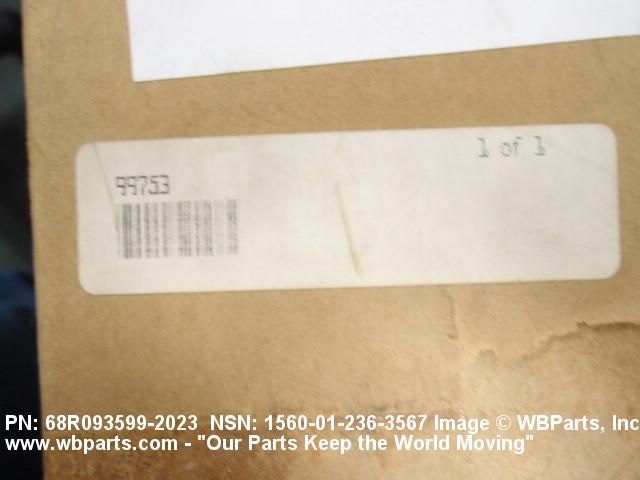 1 of 1
99753
PN: 68R093599-2023 NSN: 1560-01-236-3567 Image © WBParts, Inc
www.wbparts.com - "Our Parts Keep the World Moving"